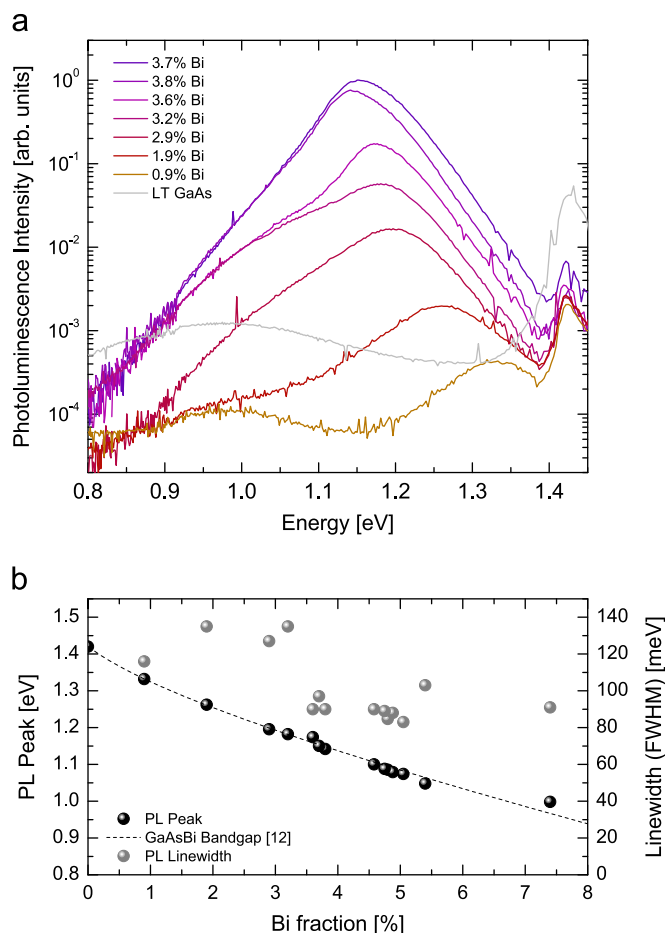 a
Photoluminescence Intensity [arb. units]
10⁰
10⁻¹
10⁻²
10⁻³
10⁻⁴
3.7% Bi
3.8% Bi
3.6% Bi
3.2% Bi
2.9% Bi
1.9% Bi
0.9% Bi
LT GaAs
0.8 0.9 1.0 1.1 1.2 1.3 1.4
Energy [eV]
b
PL Peak [eV]
1.5
1.4
1.3
1.2
1.1
1.0
0.9
0.8
PL Peak
GaAsBi Bandgap [12]
PL Linewidth
140
120
100
80
60
40
20
0
Linewidth (FWHM) [meV]
0 1 2 3 4 5 6 7 8
Bi fraction [%]